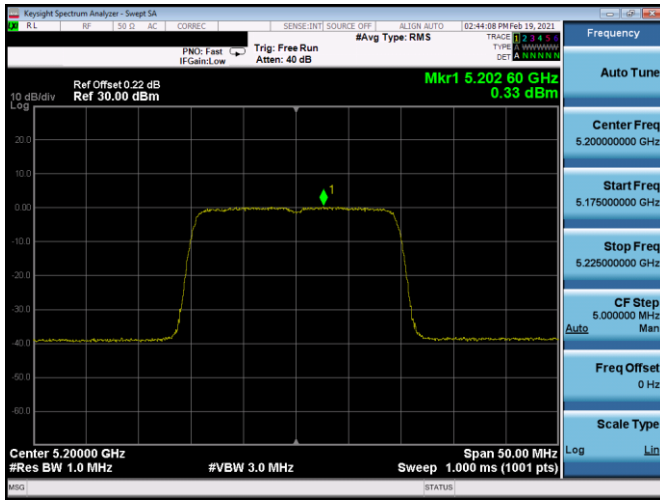 Keysight Spectrum Analyzer - Swept SA
RL RF 50 Ω AC CORREC SENSE:INT SOURCE OFF ALIGN AUTO 02:44:08 PM Feb 19, 2021
#Avg Type: RMS
TRACE 1 2 3 4 5 6
TYPE A WWWWW
DET A N N N N N
PNO: Fast
IFGain:Low
Trig: Free Run
Atten: 40 dB
Mkr1 5.202 60 GHz
0.33 dBm
Ref Offset 0.22 dB
10 dB/div Ref 30.00 dBm
Log
20.0
10.0
0.00
-10.0
-20.0
-30.0
-40.0
-50.0
-60.0
1
Center 5.20000 GHz
Span 50.00 MHz
#Res BW 1.0 MHz
#VBW 3.0 MHz
Sweep 1.000 ms (1001 pts)
MSG
STATUS
Frequency
Auto Tune
Center Freq
5.200000000 GHz
Start Freq
5.175000000 GHz
Stop Freq
5.225000000 GHz
CF Step
5.000000 MHz
Auto Man
Freq Offset
0 Hz
Scale Type
Log Lin